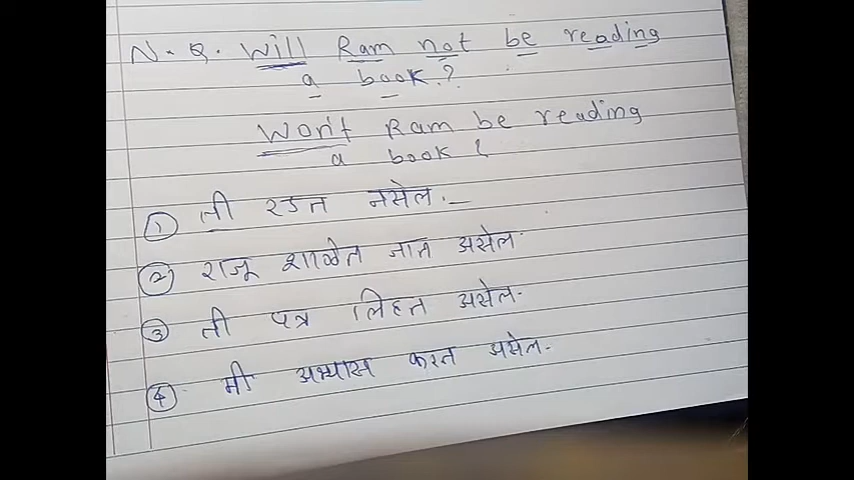 N. Q. Will Ram not be reading
a book?
Won't Ram be reading
a book?
① ती रडत नसेल.
② राजू शाळेत जात असेल.
③ ती पत्र लिहत असेल.
④ मी अभ्यास करत असेल.